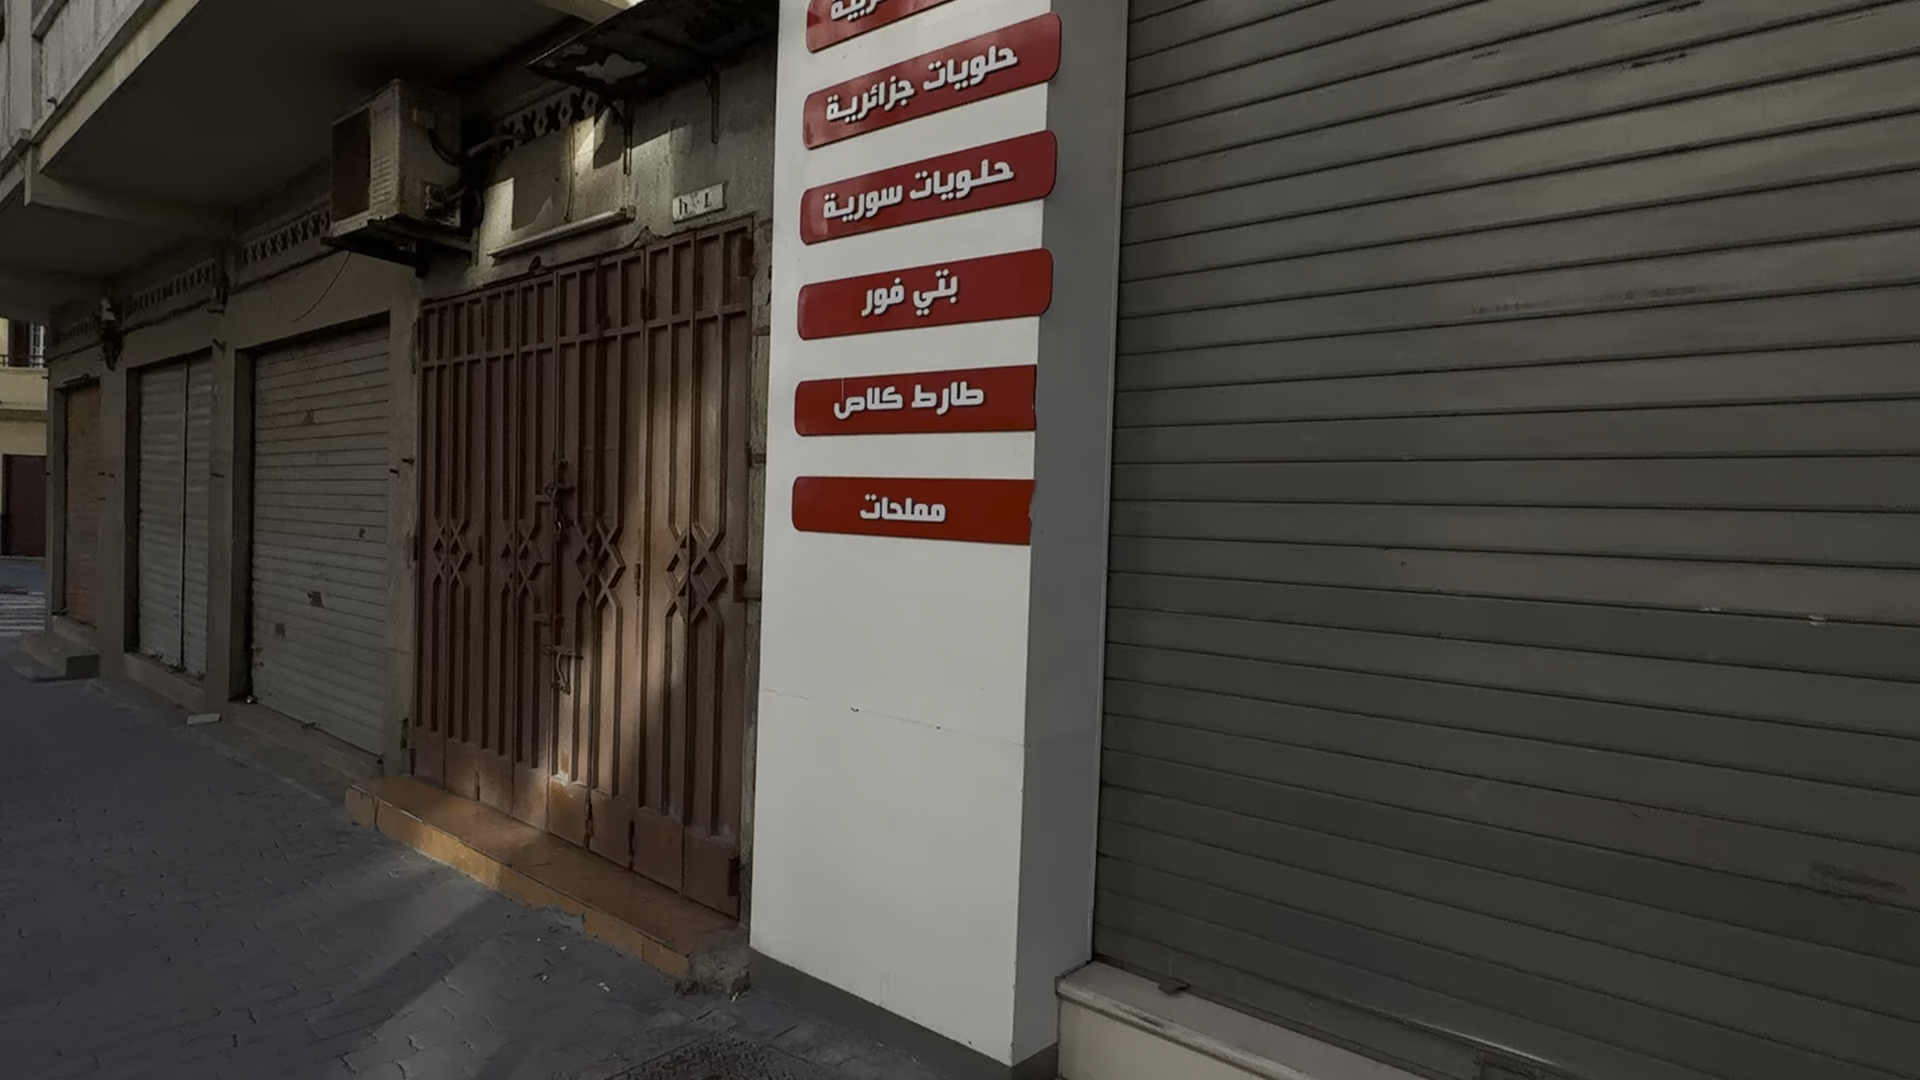 حلويات جزائرية
حلويات سورية
بتي فور
طارط كلاص
مملحات